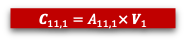 C₁₁,₁ = A₁₁,₁× V₁